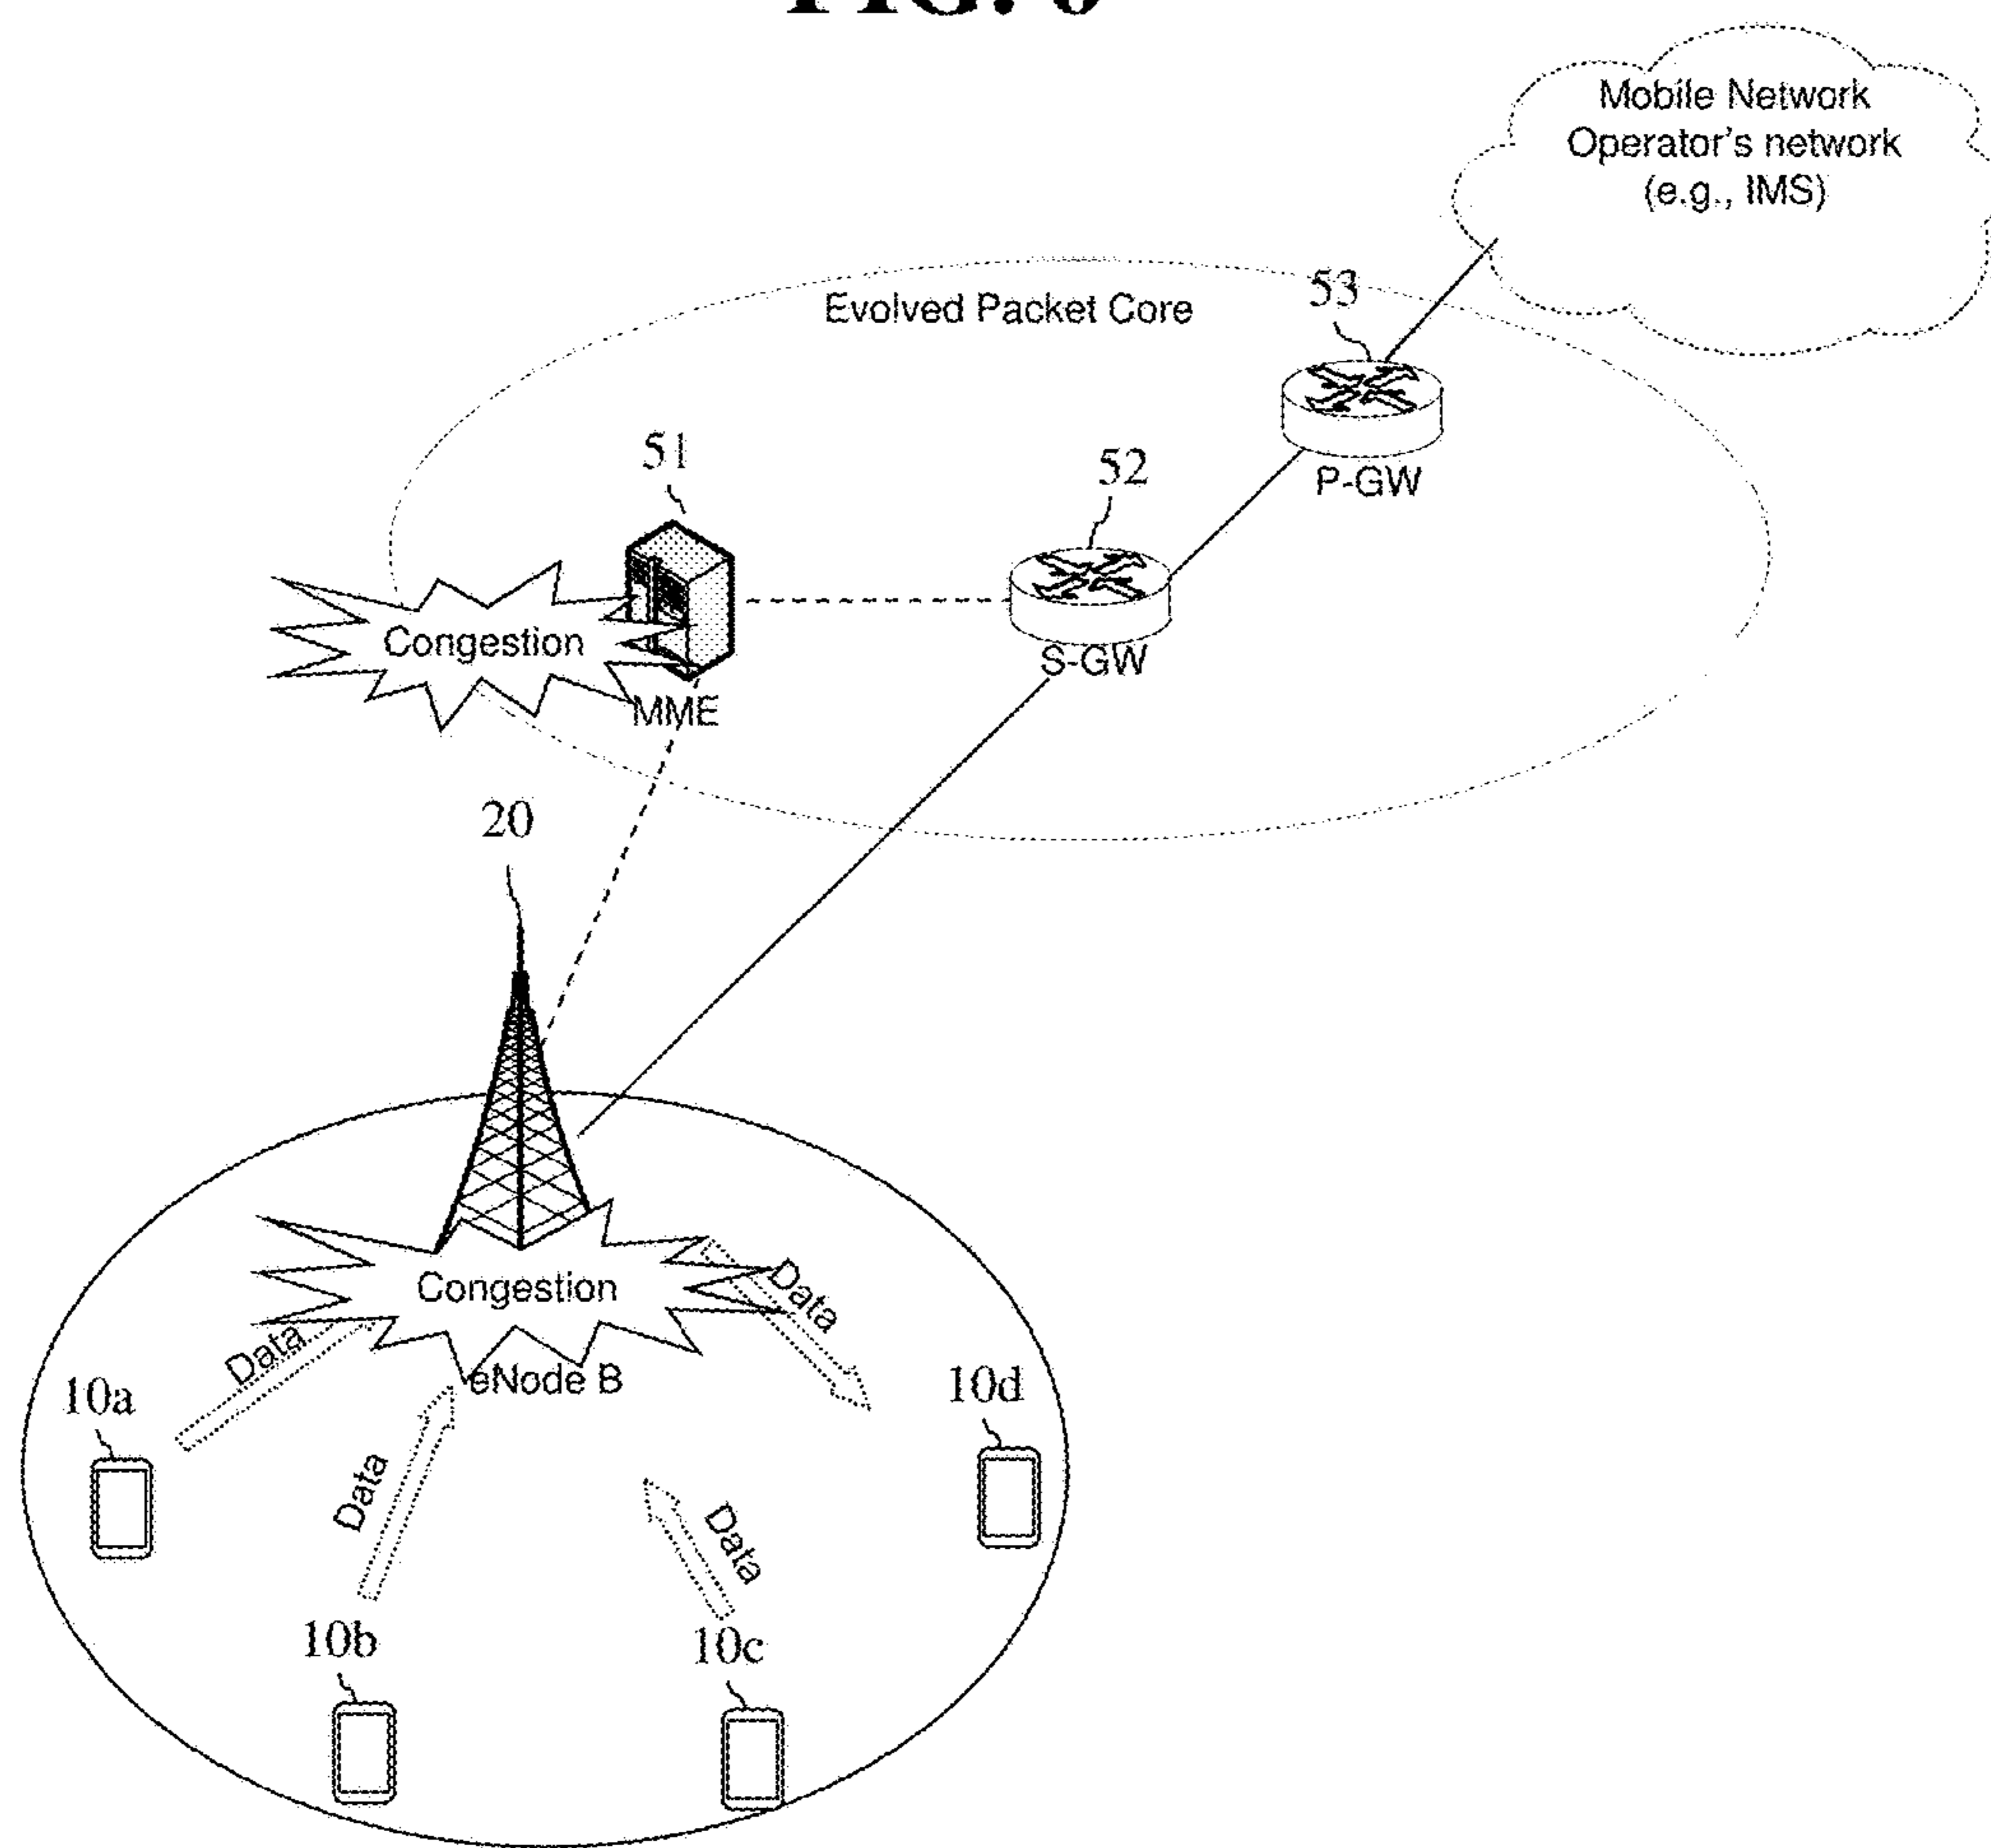 Mobile Network
Operator's network
(e.g., IMS)
Evolved Packet Core
53
P-GW
51
52
Congestion
S-GW
MME
20
Congestion
Data
Data
eNode B
10a
10d
Data
Data
10b
10c